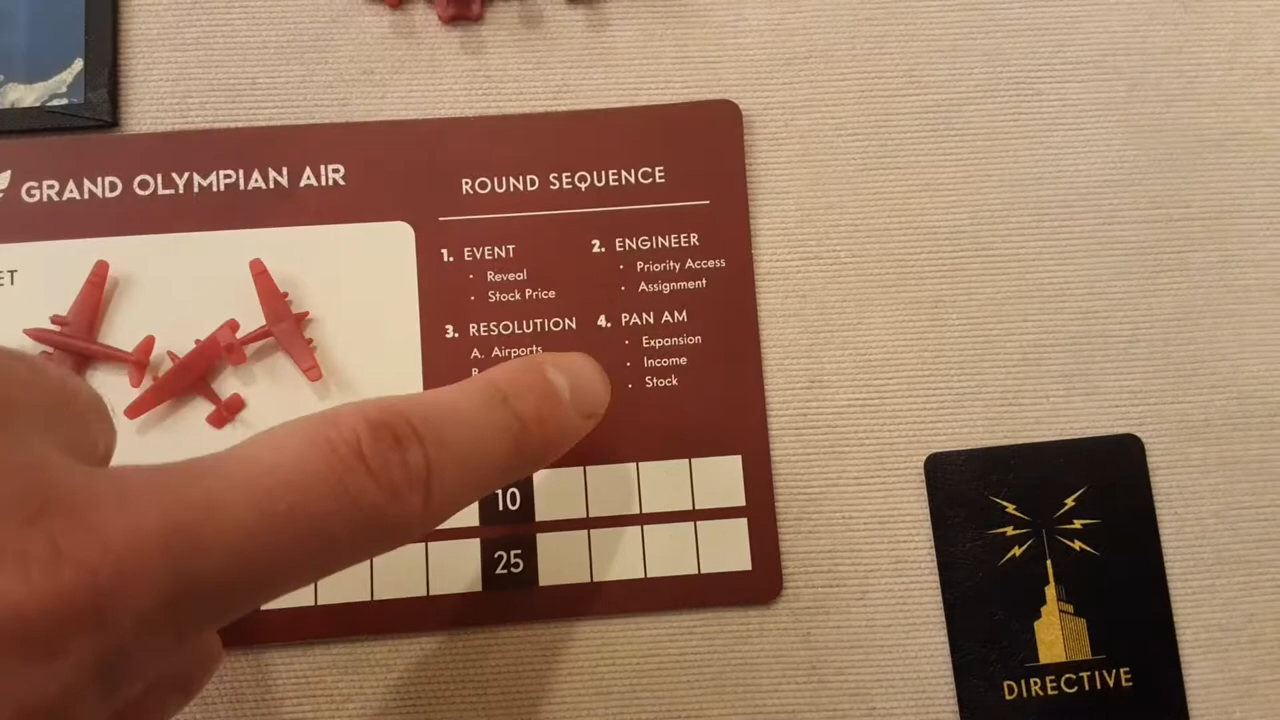 GRAND OLYMPIAN AIR
ROUND SEQUENCE
1. EVENT
• Reveal
• Stock Price
2. ENGINEER
• Priority Access
• Assignment
3. RESOLUTION
A. Airports
B.
4. PAN AM
• Expansion
• Income
• Stock
ET
10
25
DIRECTIVE